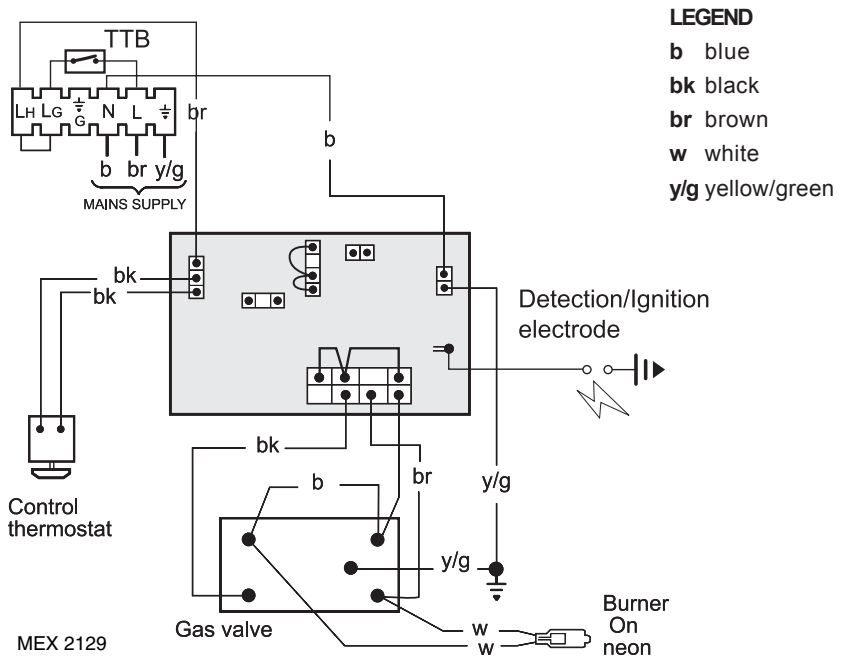 TTB
LEGEND
b blue
bk black
br brown
w white
y/g yellow/green
LH LG G N L
br
b
b br y/g
MAINS SUPPLY
bk
bk
Detection/Ignition
electrode
Control
thermostat
bk
br
b
y/g
y/g
Gas valve
w
w
Burner
On
neon
MEX 2129